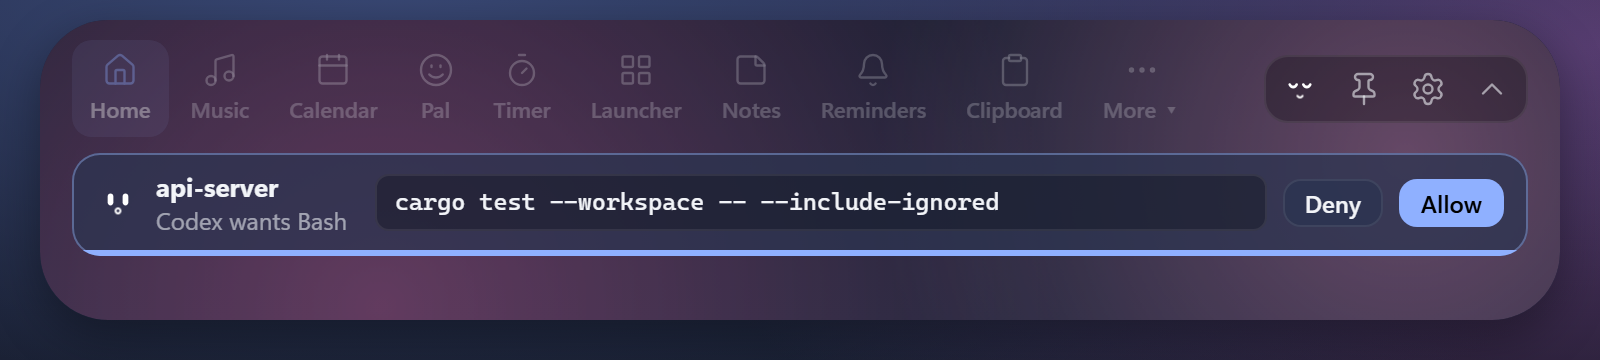 Home Music Calendar Pal Timer Launcher Notes Reminders Clipboard More
api-server
Codex wants Bash
cargo test --workspace -- --include-ignored
Deny Allow